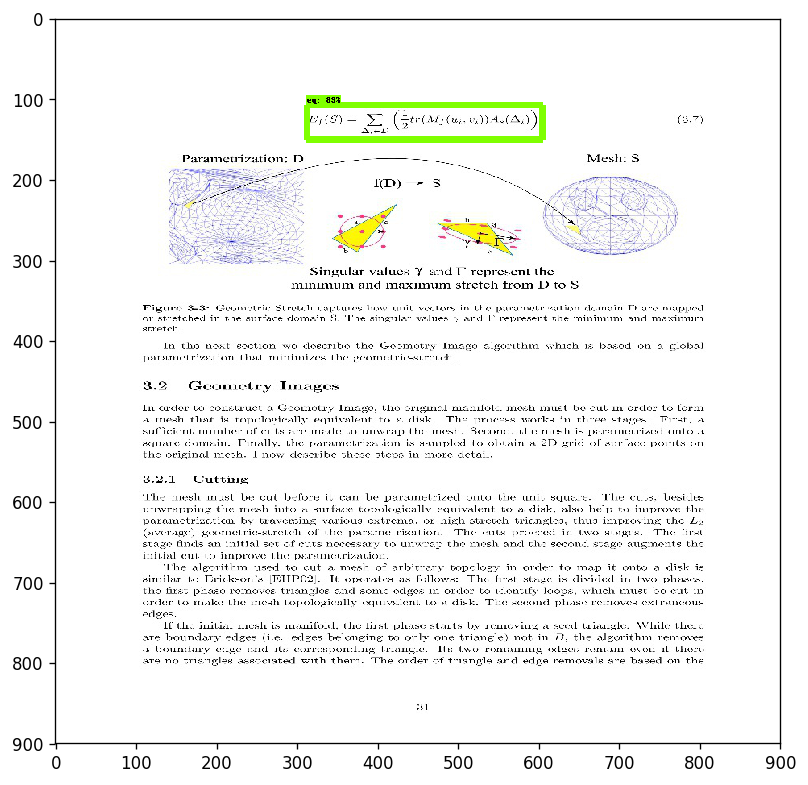 0
100
200
300
400
500
600
700
800
900
0 100 200 300 400 500 600 700 800 900
eq: 89%
E_f(S) = ∑_{Δ_i∈D} (1/2 tr(M_f(u_i, v_i))A_s(Δ_i)) (3.7)
Parametrization: D Mesh: S
f(D) → S
Singular values γ and Γ represent the
minimum and maximum stretch from D to S
Figure 3-3: Geometric Stretch captures how unit vectors in the parametrization domain D are mapped
or stretched in the surface domain S. The singular values γ and Γ represent the minimum and maximum
stretch
In the next section we describe the Geometry Image algorithm which is based on a global
parametrization that minimizes the geometric-stretch
3.2 Geometry Images
In order to construct a Geometry Image, the original manifold mesh must be cut in order to form
a mesh that is topologically equivalent to a disk. The process works in three stages. First, a
sufficient number of cuts are made to unwrap the mesh. Second, the mesh is parametrized onto a
square domain. Finally, the parametrization is sampled to obtain a 2D grid of surface points on
the original mesh. I now describe these steps in more detail.
3.2.1 Cutting
The mesh must be cut before it can be parametrized onto the unit square. The cuts, besides
unwrapping the mesh into a surface topologically equivalent to a disk, also help to improve the
parametrization by traversing various extrema, or high stretch triangles, thus improving the L_2
(average) geometric-stretch of the parametrization. The cuts proceed in two stages. The first
stage finds an initial set of cuts necessary to unwrap the mesh and the second stage augments the
initial cut to improve the parametrization.
The algorithm used to cut a mesh of arbitrary topology in order to map it onto a disk is
similar to Erickson's [EHP02]. It operates as follows: The first stage is divided in two phases,
the first phase removes triangles and some edges in order to identify loops, which must be cut in
order to make the mesh topologically equivalent to a disk. The second phase removes extraneous
edges.
If the initial mesh is manifold, the first phase starts by removing a seed triangle. While there
are boundary edges (i.e. edges belonging to only one triangle) not in B, the algorithm removes
a boundary edge and its corresponding triangle. Its two remaining edges remain even if there
are no triangles associated with them. The order of triangle and edge removals are based on the
31